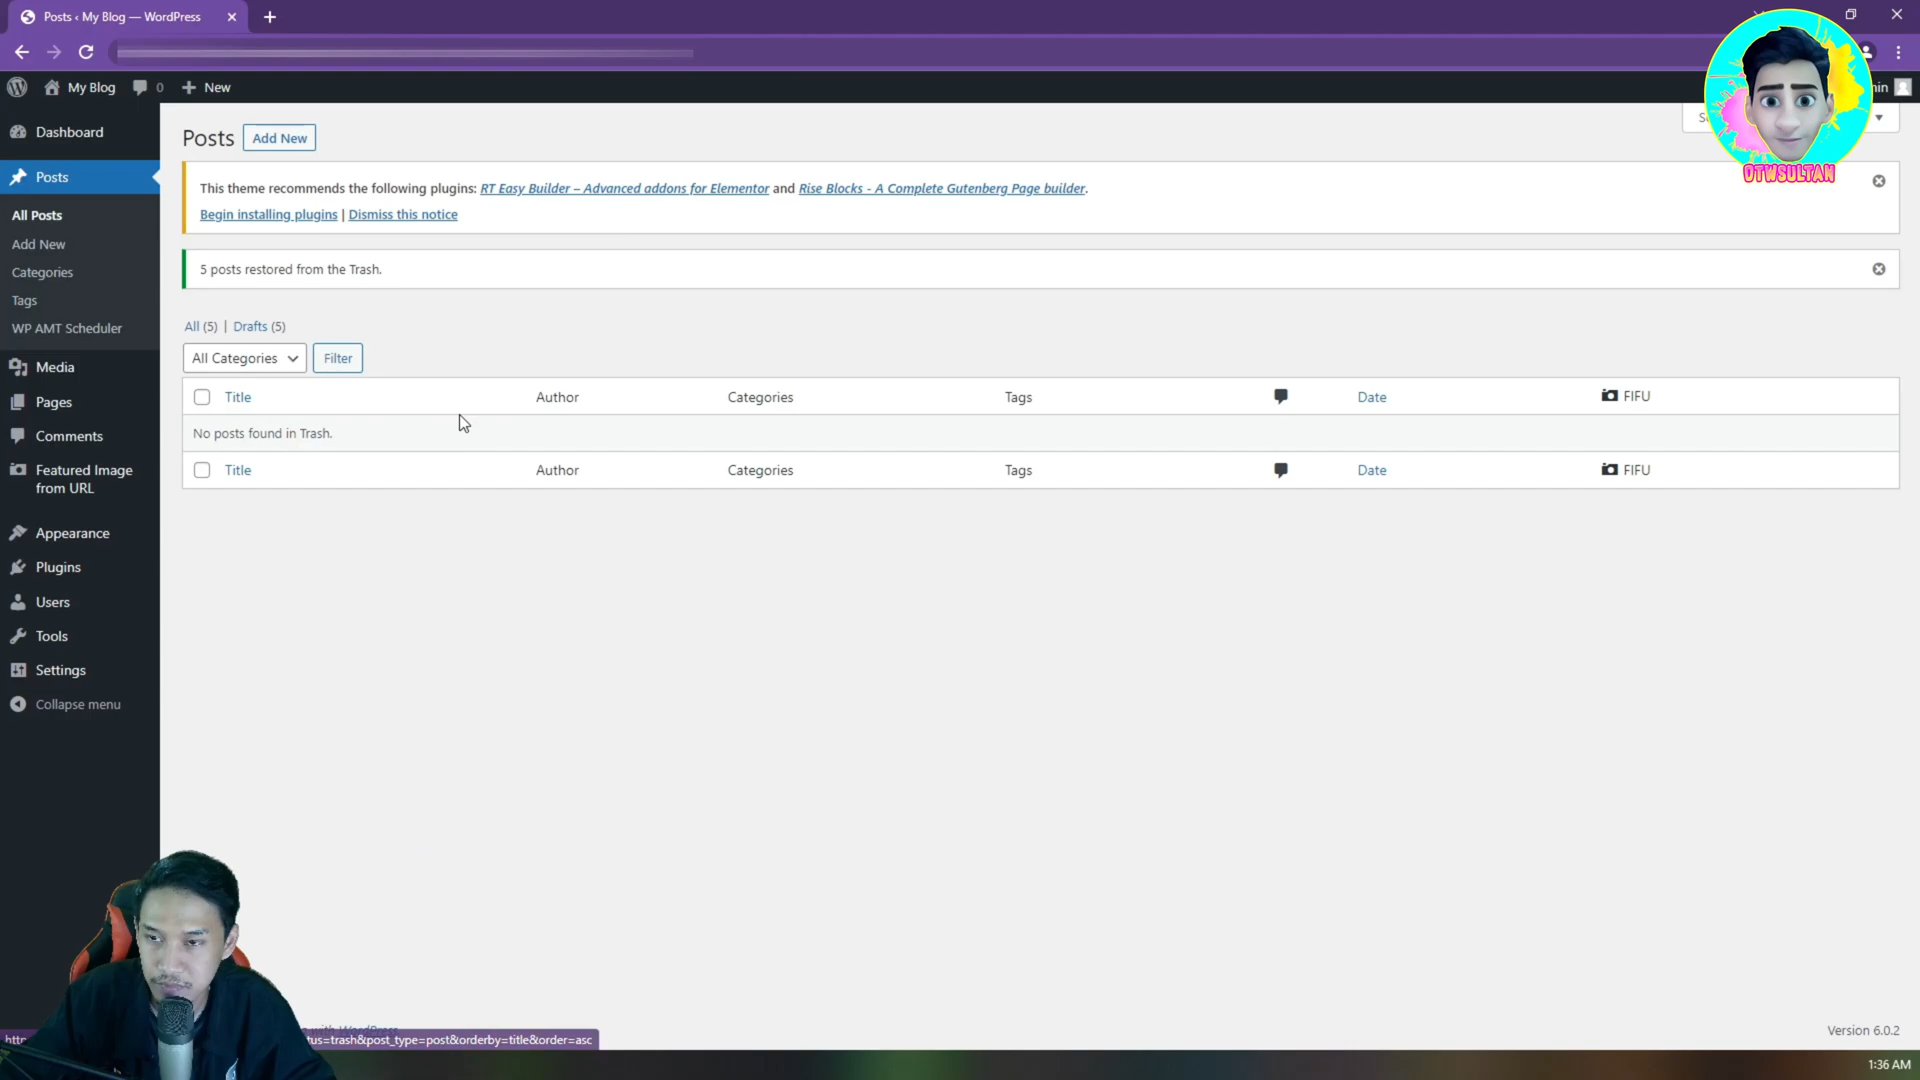 Posts ‹ My Blog — WordPress
My Blog
0
New
Dashboard
Posts
All Posts
Add New
Categories
Tags
WP AMT Scheduler
Media
Pages
Comments
Featured Image
from URL
Appearance
Plugins
Users
Tools
Settings
Collapse menu
Posts
Add New
This theme recommends the following plugins: RT Easy Builder – Advanced addons for Elementor and Rise Blocks - A Complete Gutenberg Page builder.
Begin installing plugins | Dismiss this notice
5 posts restored from the Trash.
All (5) | Drafts (5)
All Categories
Filter
Title Author Categories Tags Date FIFU
No posts found in Trash.
Title Author Categories Tags Date FIFU
OTWSULTAN
with WordPress
tus=trash&post_type=post&orderby=title&order=asc
Version 6.0.2
1:36 AM